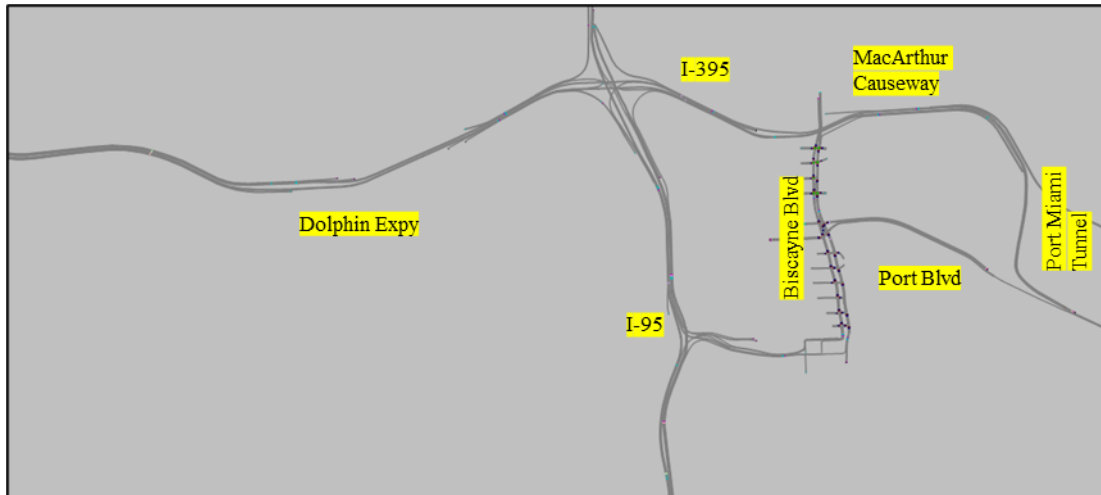 I-395
MacArthur
Causeway
Dolphin Expy
Biscayne Blvd
Port Blvd
Port Miami
Tunnel
I-95